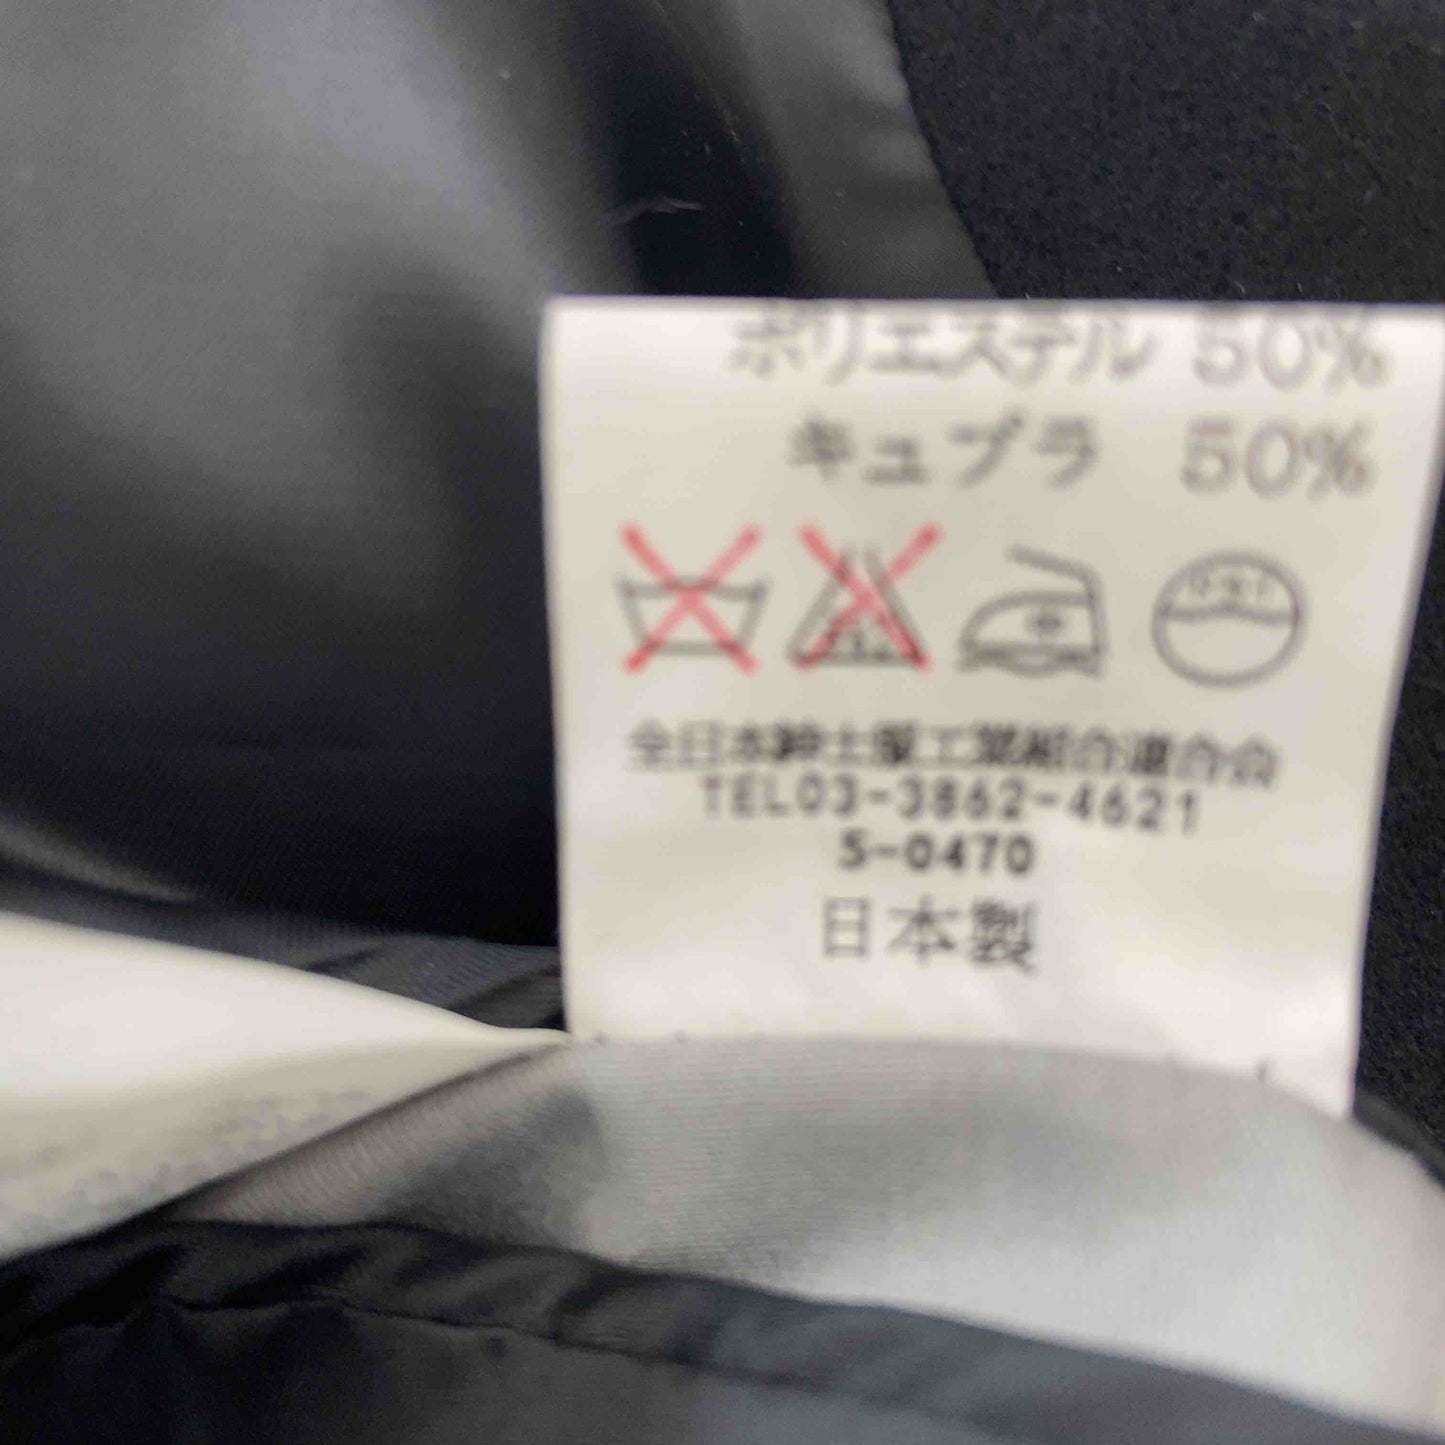 ポリエステル 50%
キュプラ 50%
全日本紳士服工業組合連合会
TEL03-3862-4621
S-0470
日本製